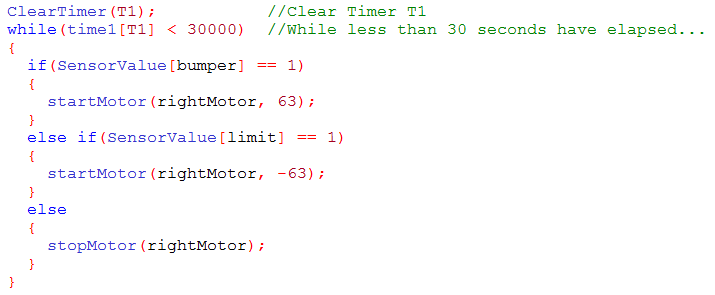 ClearTimer(T1);           //Clear Timer T1
while(time1[T1] < 30000)  //While less than 30 seconds have elapsed...
{
  if(SensorValue[bumper] == 1)
  {
    startMotor(rightMotor, 63);
  }
  else if(SensorValue[limit] == 1)
  {
    startMotor(rightMotor, -63);
  }
  else
  {
    stopMotor(rightMotor);
  }
}